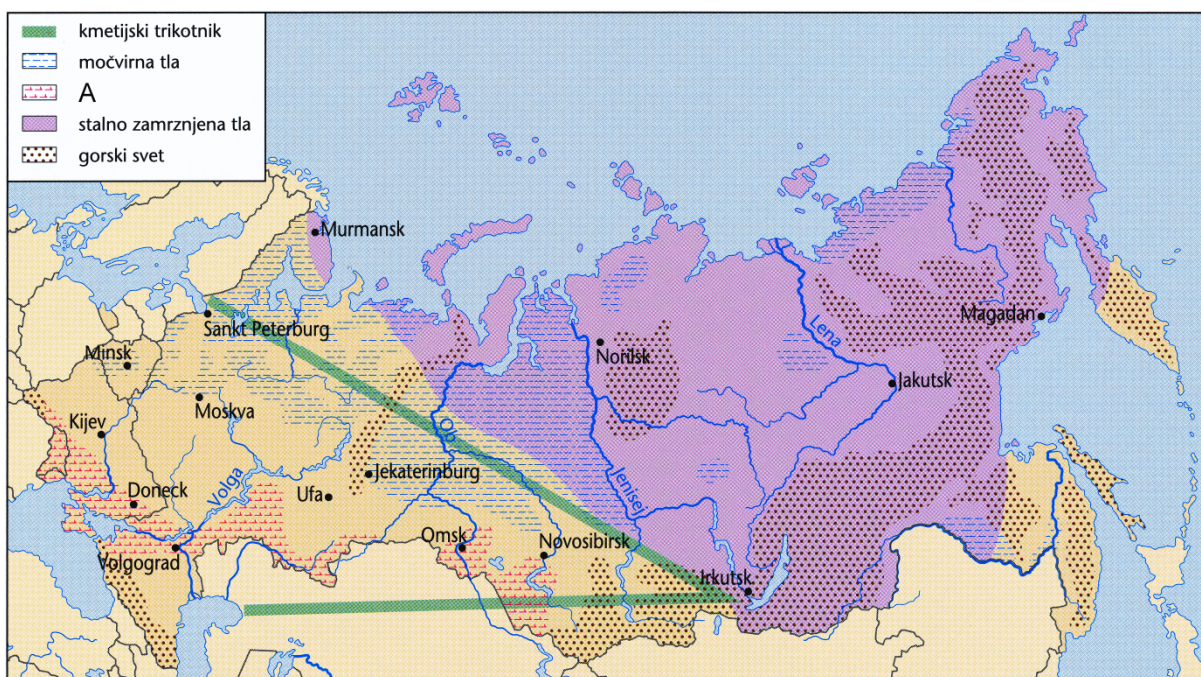 kmetijski trikotnik
močvirna tla
A
stalno zamrznjena tla
gorski svet
Murmansk
Sankt Peterburg
Minsk
Moskva
Kijev
Doneck
Volga
Volgograd
Ufa
Jekaterinburg
Ob
Omsk
Novosibirsk
Jenisej
Norilsk
Lena
Jakutsk
Magadan
Irkutsk